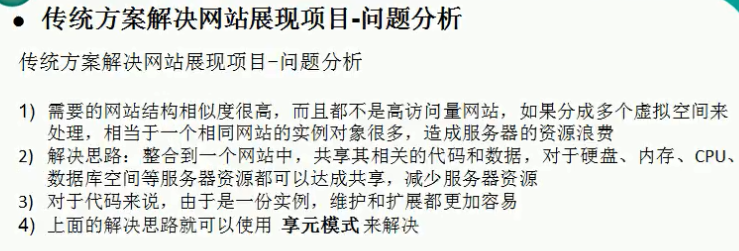 ● 传统方案解决网站展现项目-问题分析
传统方案解决网站展现项目-问题分析
1) 需要的网站结构相似度很高，而且都不是高访问量网站，如果分成多个虚拟空间来
处理，相当于一个相同网站的实例对象很多，造成服务器的资源浪费
2) 解决思路：整合到一个网站中，共享其相关的代码和数据，对于硬盘、内存、CPU、
数据库空间等服务器资源都可以达成共享，减少服务器资源
3) 对于代码来说，由于是一份实例，维护和扩展都更加容易
4) 上面的解决思路就可以使用 享元模式 来解决